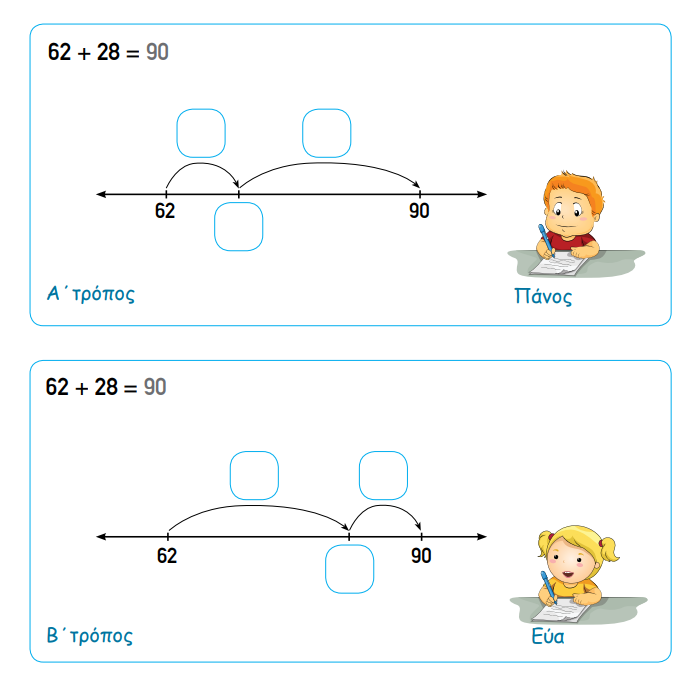 62 + 28 = 90
62 90
Α΄ τρόπος
Πάνος
62 + 28 = 90
62 90
Β΄ τρόπος
Εύα